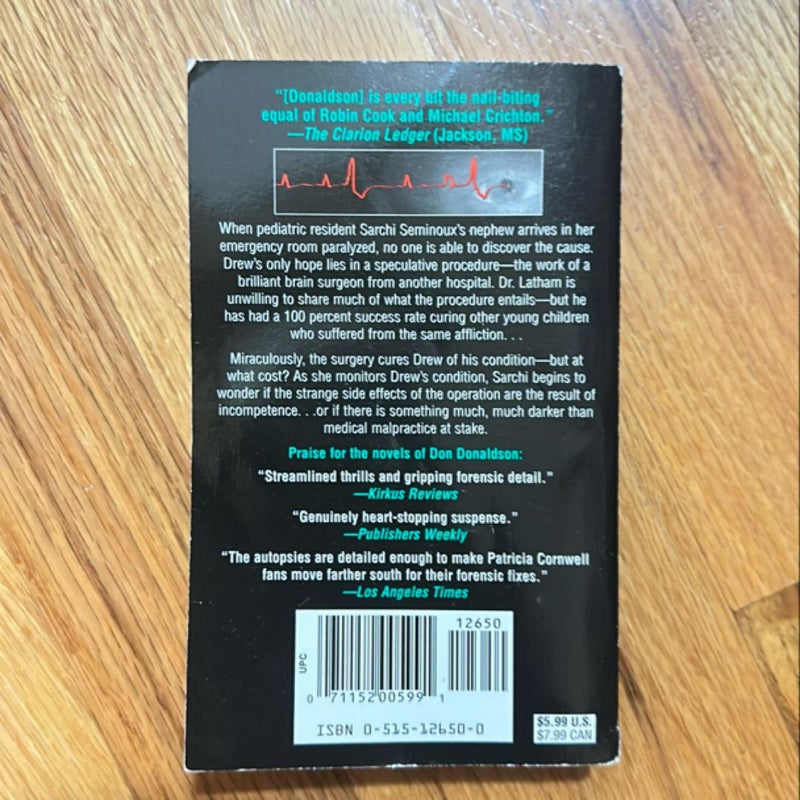 “[Donaldson] is every bit the nail-biting
equal of Robin Cook and Michael Crichton.”
—The Clarion Ledger (Jackson, MS)
When pediatric resident Sarchi Seminoux's nephew arrives in her
emergency room paralyzed, no one is able to discover the cause.
Drew's only hope lies in a speculative procedure—the work of a
brilliant brain surgeon from another hospital. Dr. Latham is
unwilling to share much of what the procedure entails—but he
has had a 100 percent success rate curing other young children
who suffered from the same affliction. . .
Miraculously, the surgery cures Drew of his condition—but at
what cost? As she monitors Drew's condition, Sarchi begins to
wonder if the strange side effects of the operation are the result of
incompetence. . .or if there is something much, much darker than
medical malpractice at stake.
Praise for the novels of Don Donaldson:
“Streamlined thrills and gripping forensic detail.”
—Kirkus Reviews
“Genuinely heart-stopping suspense.”
—Publishers Weekly
“The autopsies are detailed enough to make Patricia Cornwell
fans move farther south for their forensic fixes.”
—Los Angeles Times
12650
UPC
0 71152 00599 1
ISBN 0-515-12650-0
$5.99 U.S.
$7.99 CAN